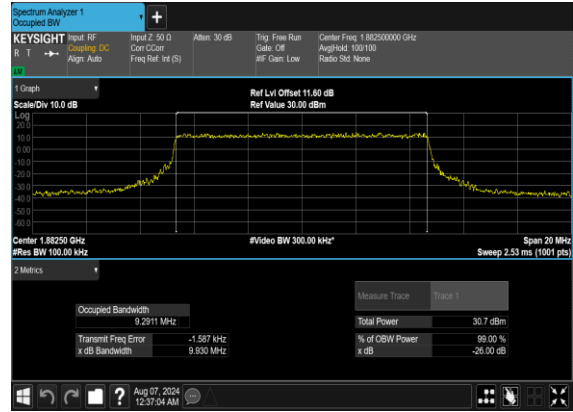 Spectrum Analyzer 1
Occupied BW
+
KEYSIGHT Input: RF Input Z: 50 Ω Atten: 30 dB Trig: Free Run Center Freq: 1.882500000 GHz
R T Coupling: DC Corr CCorr Gate: Off Avg|Hold: 100/100
Align: Auto Freq Ref: Int (S) #IF Gain: Low Radio Std: None
1 Graph
Ref Lvl Offset 11.60 dB
Scale/Div 10.0 dB Ref Value 30.00 dBm
Log
20.0
10.0
0.00
-10.0
-20.0
-30.0
-40.0
-50.0
-60.0
Center 1.88250 GHz #Video BW 300.00 kHz* Span 20 MHz
#Res BW 100.00 kHz Sweep 2.53 ms (1001 pts)
2 Metrics
Measure Trace Trace 1
Occupied Bandwidth
9.2911 MHz Total Power 30.7 dBm
Transmit Freq Error -1.587 kHz % of OBW Power 99.00 %
x dB Bandwidth 9.930 MHz x dB -26.00 dB
? Aug 07, 2024
12:37:04 AM